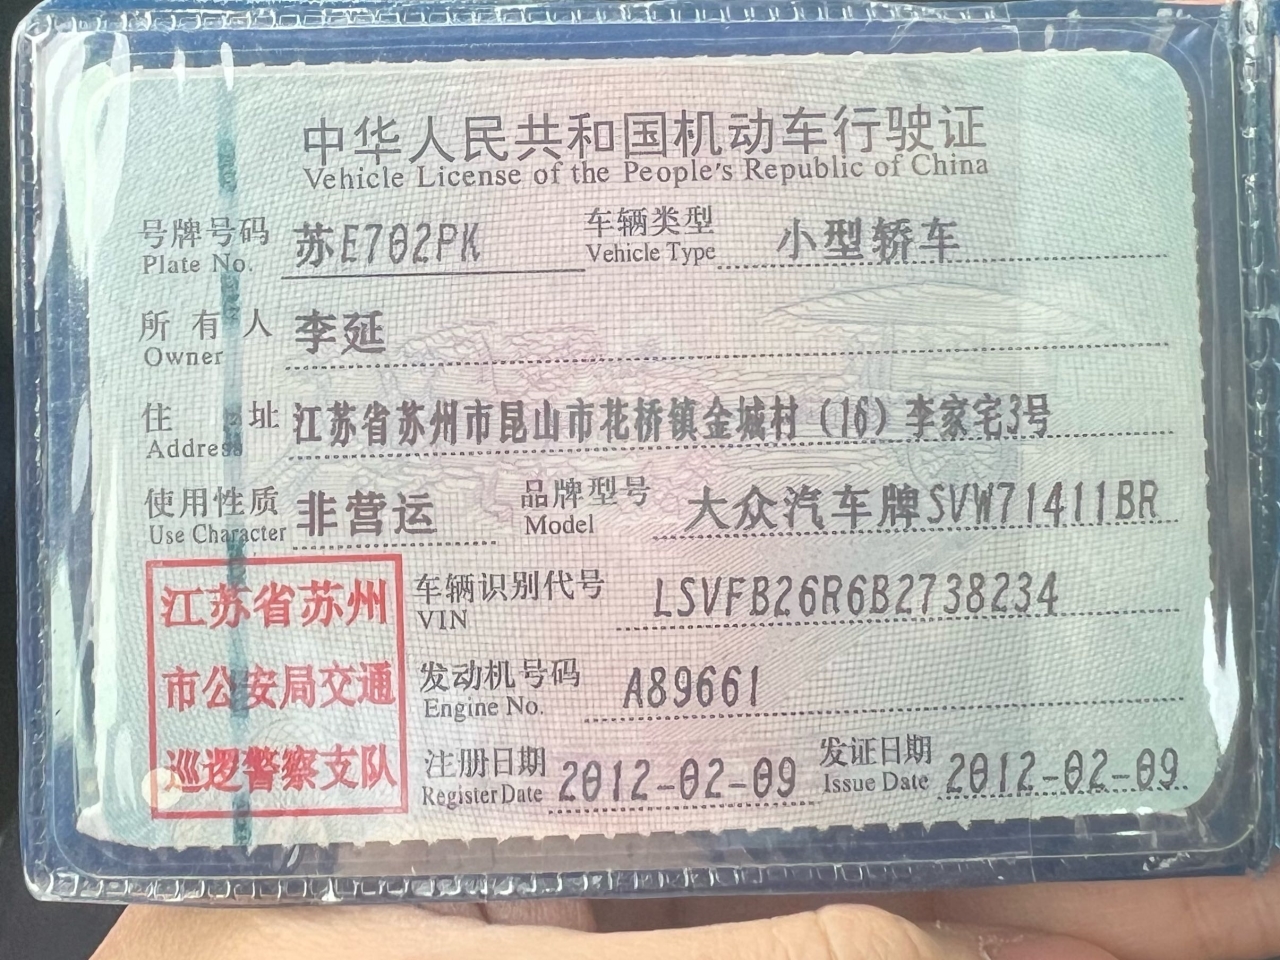 中华人民共和国机动车行驶证
Vehicle License of the People's Republic of China
号牌号码 苏E702PK 车辆类型 小型轿车
Plate No. Vehicle Type
所有人 李延
Owner
住址 江苏省苏州市昆山市花桥镇金城村（16）李家宅3号
Address
使用性质 非营运 品牌型号 大众汽车牌SVW71411BR
Use Character Model
江苏省苏州
市公安局交通
巡逻警察支队
车辆识别代号 LSVFB26R6B2738234
VIN
发动机号码 A89661
Engine No.
注册日期 2012-02-09 发证日期 2012-02-09
Register Date Issue Date